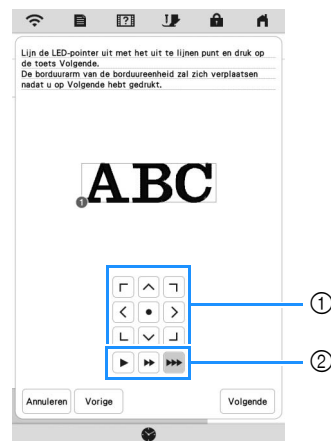 Lijn de LED-pointer uit met het uit te lijnen punt en druk op
de toets Volgende.
De borduurarm van de borduureenheid zal zich verplaatsen
nadat u op Volgende hebt gedrukt.
ABC
1
①
②
Annuleren Vorige Volgende